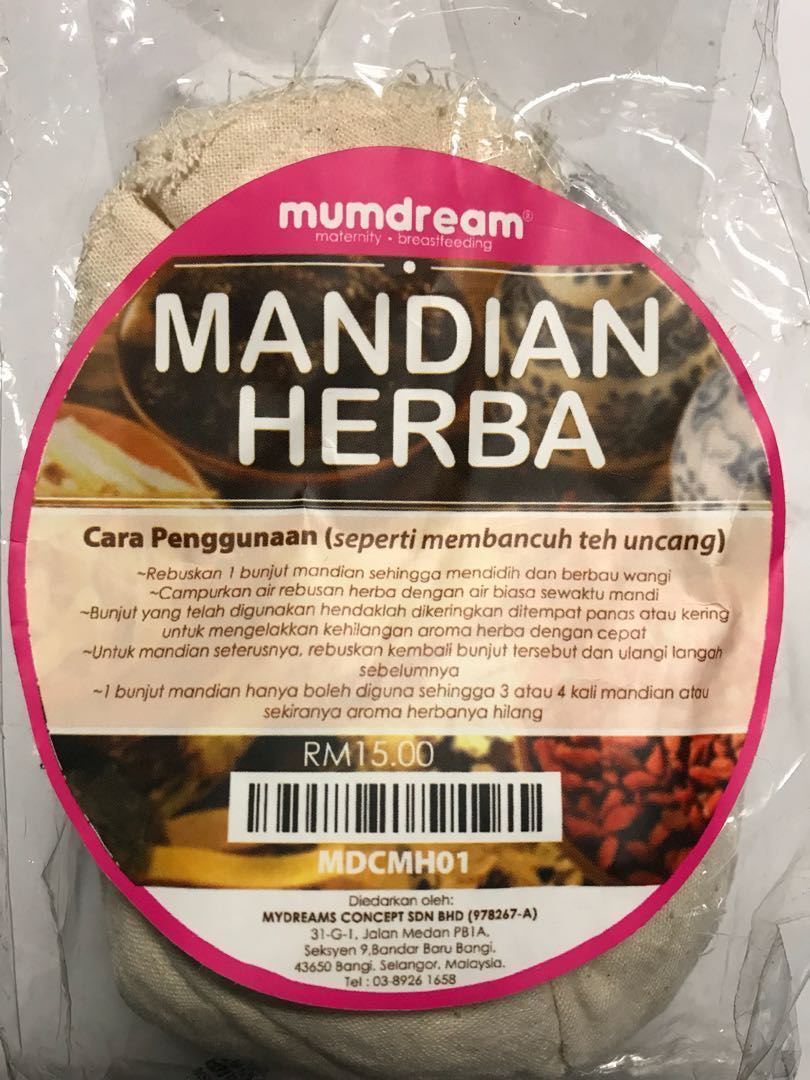 mumdream®
maternity • breastfeeding
MANDIAN
HERBA
Cara Penggunaan (seperti membancuh teh uncang)
~Rebuskan 1 bunjut mandian sehingga mendidih dan berbau wangi
~Campurkan air rebusan herba dengan air biasa sewaktu mandi
~Bunjut yang telah digunakan hendaklah dikeringkan ditempat panas atau kering
untuk mengelakkan kehilangan aroma herba dengan cepat
~Untuk mandian seterusnya, rebuskan kembali bunjut tersebut dan ulangi langah
sebelumnya
~1 bunjut mandian hanya boleh diguna sehingga 3 atau 4 kali mandian atau
sekiranya aroma herbanya hilang
RM15.00
MDCMH01
Diedarkan oleh:
MYDREAMS CONCEPT SDN BHD (978267-A)
31-G-1, Jalan Medan PB1A,
Seksyen 9,Bandar Baru Bangi,
43650 Bangi, Selangor, Malaysia.
Tel : 03-8926 1658